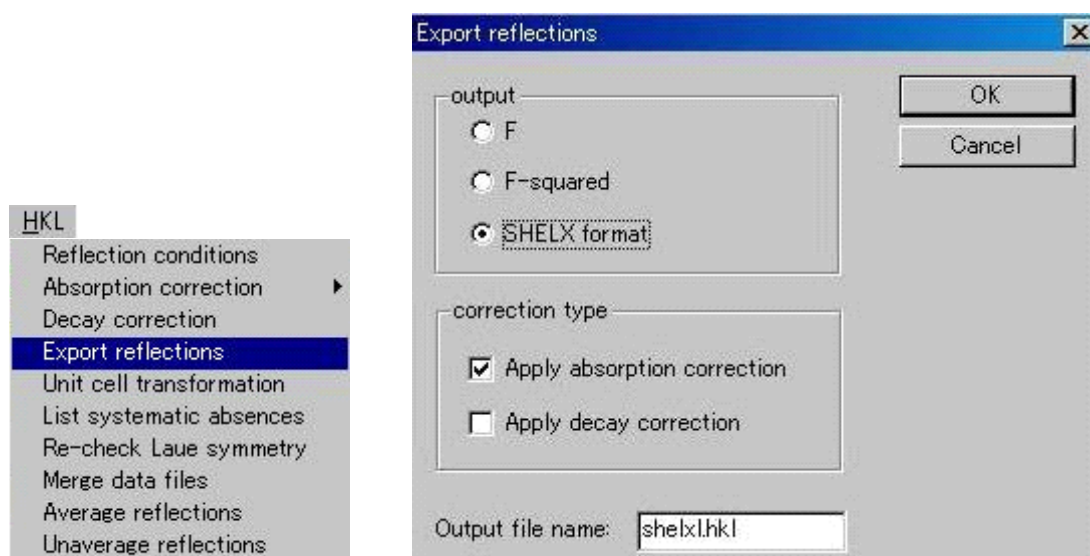 HKL
Reflection conditions
Absorption correction
Decay correction
Export reflections
Unit cell transformation
List systematic absences
Re-check Laue symmetry
Merge data files
Average reflections
Unaverage reflections
Export reflections
output
F
F-squared
SHELX format
OK
Cancel
correction type
Apply absorption correction
Apply decay correction
Output file name: shelxl.hkl